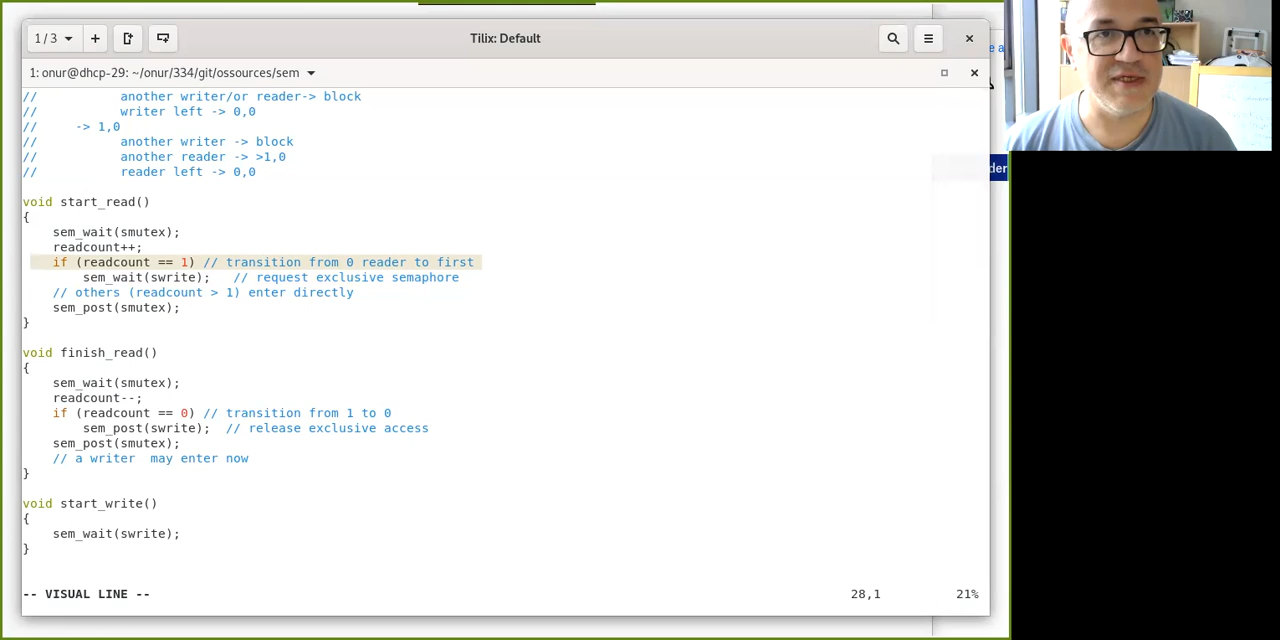 1 / 3
Tilix: Default
1: onur@dhcp-29: ~/onur/334/git/ossources/sem
// another writer/or reader-> block
// writer left -> 0,0
// -> 1,0
// another writer -> block
// another reader -> >1,0
// reader left -> 0,0
void start_read()
{
sem_wait(smutex);
readcount++;
if (readcount == 1) // transition from 0 reader to first
sem_wait(swrite); // request exclusive semaphore
// others (readcount > 1) enter directly
sem_post(smutex);
}
void finish_read()
{
sem_wait(smutex);
readcount--;
if (readcount == 0) // transition from 1 to 0
sem_post(swrite); // release exclusive access
sem_post(smutex);
// a writer  may enter now
}
void start_write()
{
sem_wait(swrite);
}
-- VISUAL LINE -- 28,1 21%
e a
der